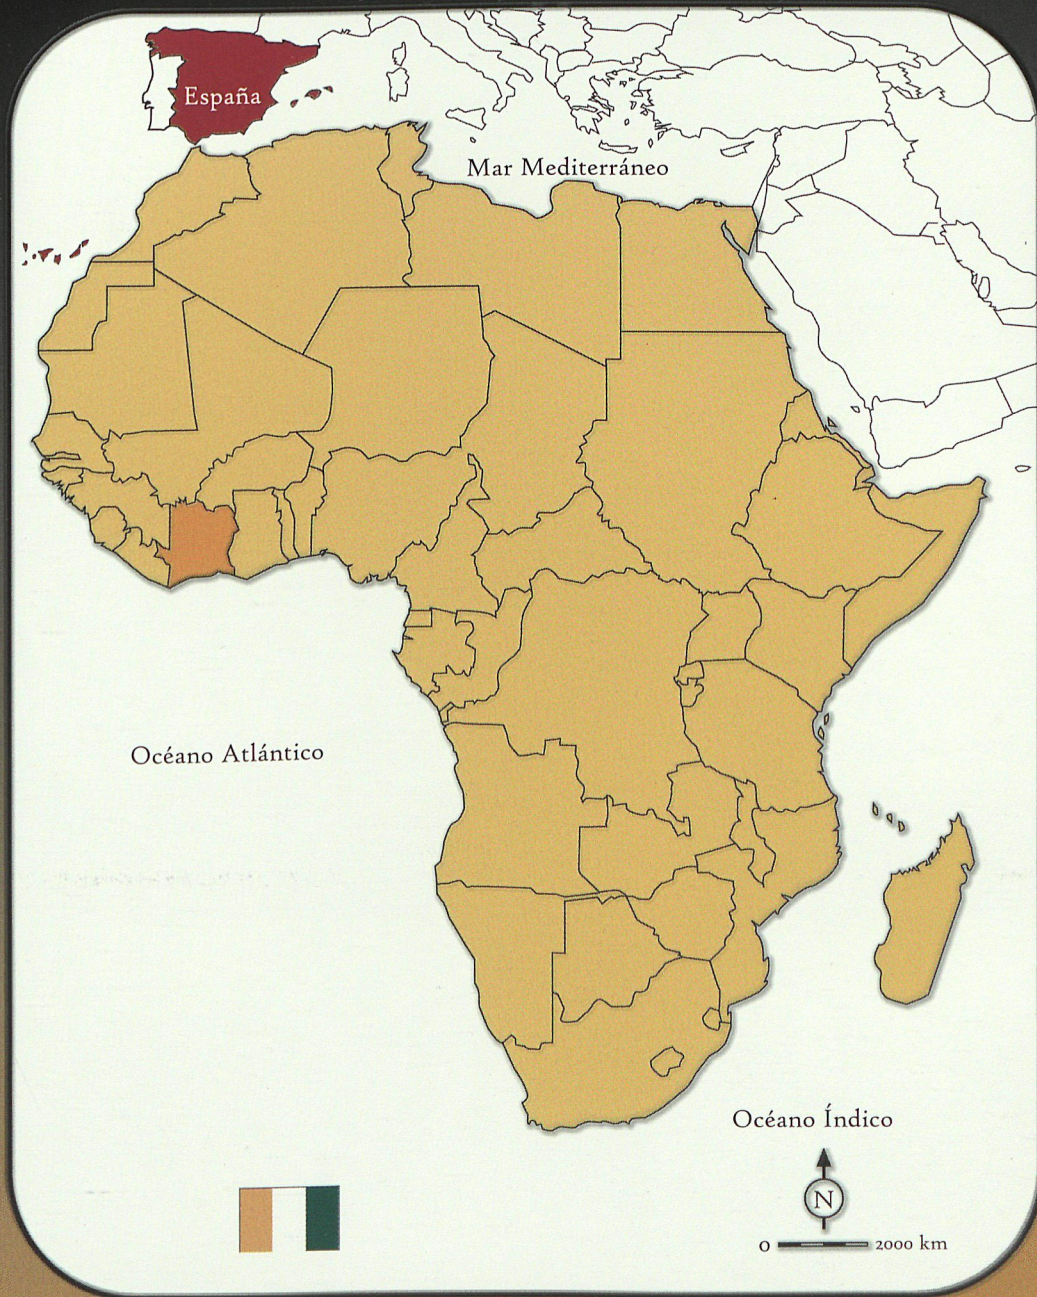 España
Mar Mediterráneo
Océano Atlántico
Océano Índico
N
0 2000 km